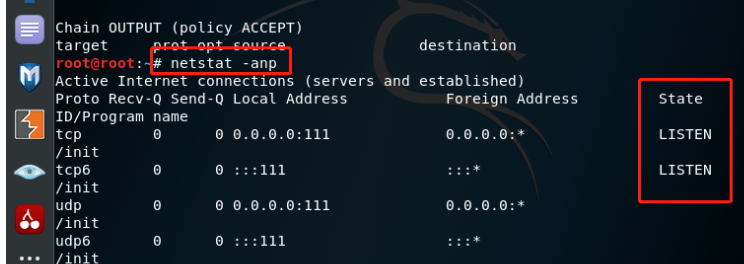 Chain OUTPUT (policy ACCEPT)
target     prot opt source               destination
root@root:~# netstat -anp
Active Internet connections (servers and established)
Proto Recv-Q Send-Q Local Address           Foreign Address         State
ID/Program name
tcp        0      0 0.0.0.0:111             0.0.0.0:*               LISTEN
/init
tcp6       0      0 :::111                  :::*                    LISTEN
/init
udp        0      0 0.0.0.0:111             0.0.0.0:*
/init
udp6       0      0 :::111                  :::*
/init